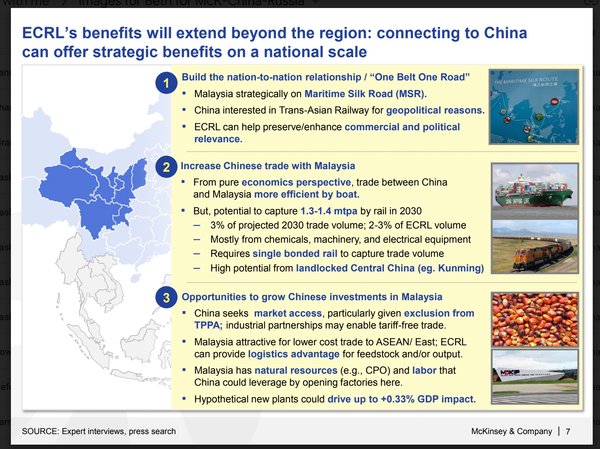 ECRL's benefits will extend beyond the region: connecting to China
can offer strategic benefits on a national scale
1
Build the nation-to-nation relationship / “One Belt One Road”
▪ Malaysia strategically on Maritime Silk Road (MSR).
▪ China interested in Trans-Asian Railway for geopolitical reasons.
▪ ECRL can help preserve/enhance commercial and political
relevance.
THE MARITIME SILK ROUTE
2
Increase Chinese trade with Malaysia
▪ From pure economics perspective, trade between China
and Malaysia more efficient by boat.
▪ But, potential to capture 1.3-1.4 mtpa by rail in 2030
– 3% of projected 2030 trade volume; 2-3% of ECRL volume
– Mostly from chemicals, machinery, and electrical equipment
– Requires single bonded rail to capture trade volume
– High potential from landlocked Central China (eg. Kunming)
3
Opportunities to grow Chinese investments in Malaysia
▪ China seeks market access, particularly given exclusion from
TPPA; industrial partnerships may enable tariff-free trade.
▪ Malaysia attractive for lower cost trade to ASEAN/ East; ECRL
can provide logistics advantage for feedstock and/or output.
▪ Malaysia has natural resources (e.g., CPO) and labor that
China could leverage by opening factories here.
▪ Hypothetical new plants could drive up to +0.33% GDP impact.
SOURCE: Expert interviews, press search
McKinsey & Company | 7